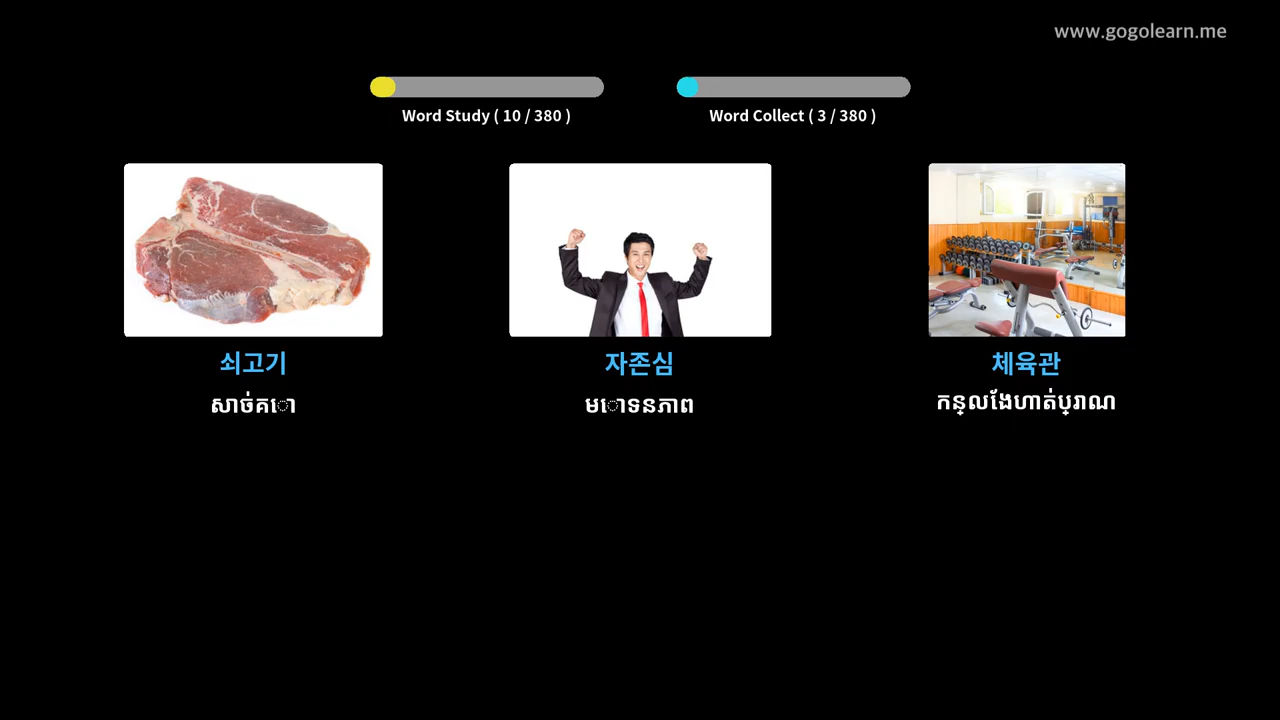 www.gogolearn.me
Word Study ( 10 / 380 )
Word Collect ( 3 / 380 )
쇠고기
자존심
체육관
សាច់គោ
មោទនភាព
កន្លែងហាត់ប្រាណ